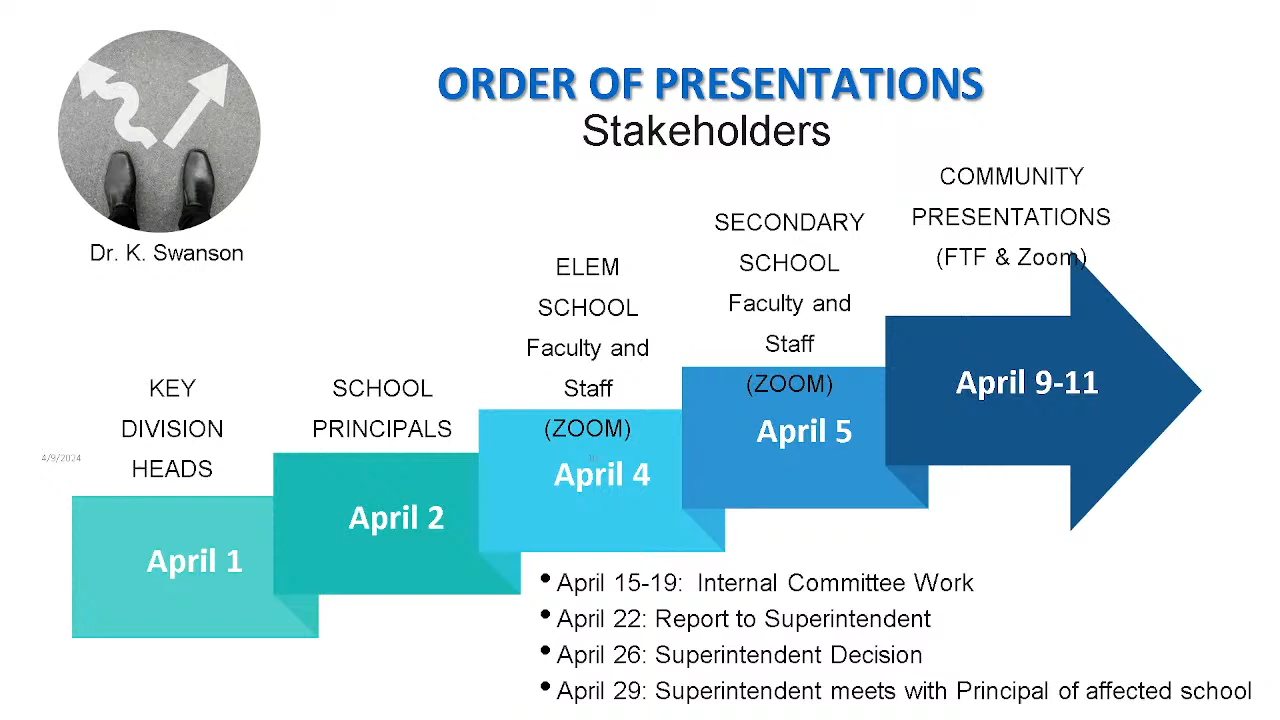 ORDER OF PRESENTATIONS
Stakeholders
Dr. K. Swanson
KEY
DIVISION
HEADS
April 1
SCHOOL
PRINCIPALS
April 2
ELEM
SCHOOL
Faculty and
Staff
(ZOOM)
April 4
SECONDARY
SCHOOL
Faculty and
Staff
(ZOOM)
April 5
COMMUNITY
PRESENTATIONS
(FTF & Zoom)
April 9-11
4/9/2024
• April 15-19: Internal Committee Work
• April 22: Report to Superintendent
• April 26: Superintendent Decision
• April 29: Superintendent meets with Principal of affected school